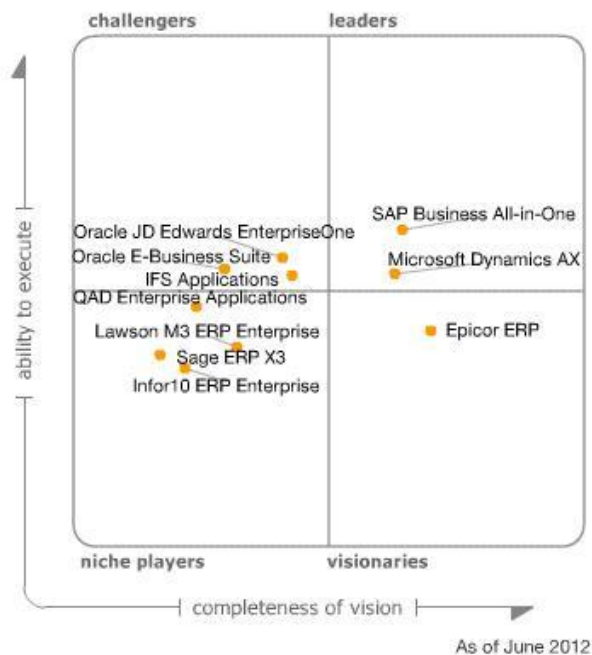 challengers
leaders
SAP Business All-in-One
Oracle JD Edwards EnterpriseOne
Oracle E-Business Suite
Microsoft Dynamics AX
IFS Applications
QAD Enterprise Applications
Lawson M3 ERP Enterprise
Epicor ERP
Sage ERP X3
Infor10 ERP Enterprise
ability to execute
niche players
visionaries
completeness of vision
As of June 2012